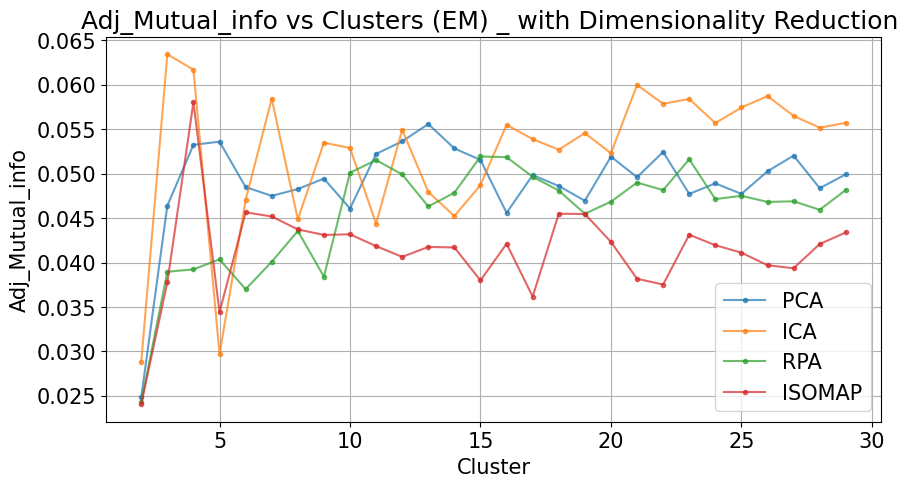 Adj_Mutual_info vs Clusters (EM) _ with Dimensionality Reduction
0.065
0.060
0.055
0.050
0.045
0.040
0.035
0.030
0.025
Adj_Mutual_info
5
10
15
20
25
30
Cluster
PCA
ICA
RPA
ISOMAP